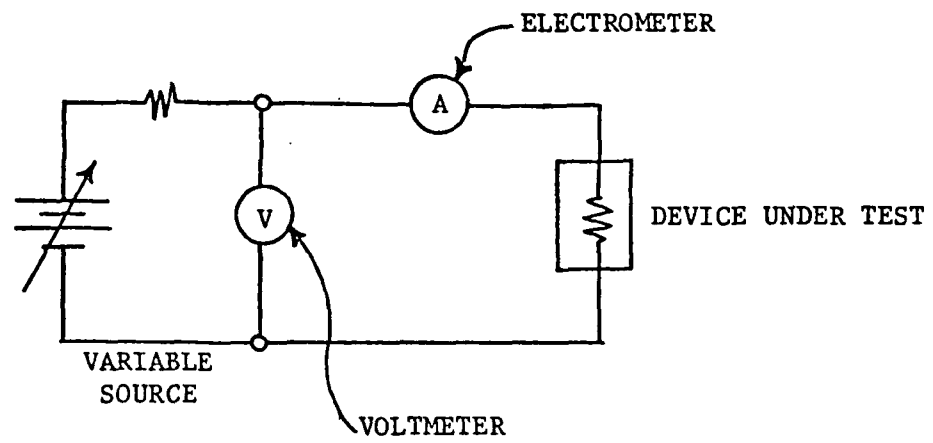 ELECTROMETER
A
V
DEVICE UNDER TEST
VARIABLE
SOURCE
VOLTMETER